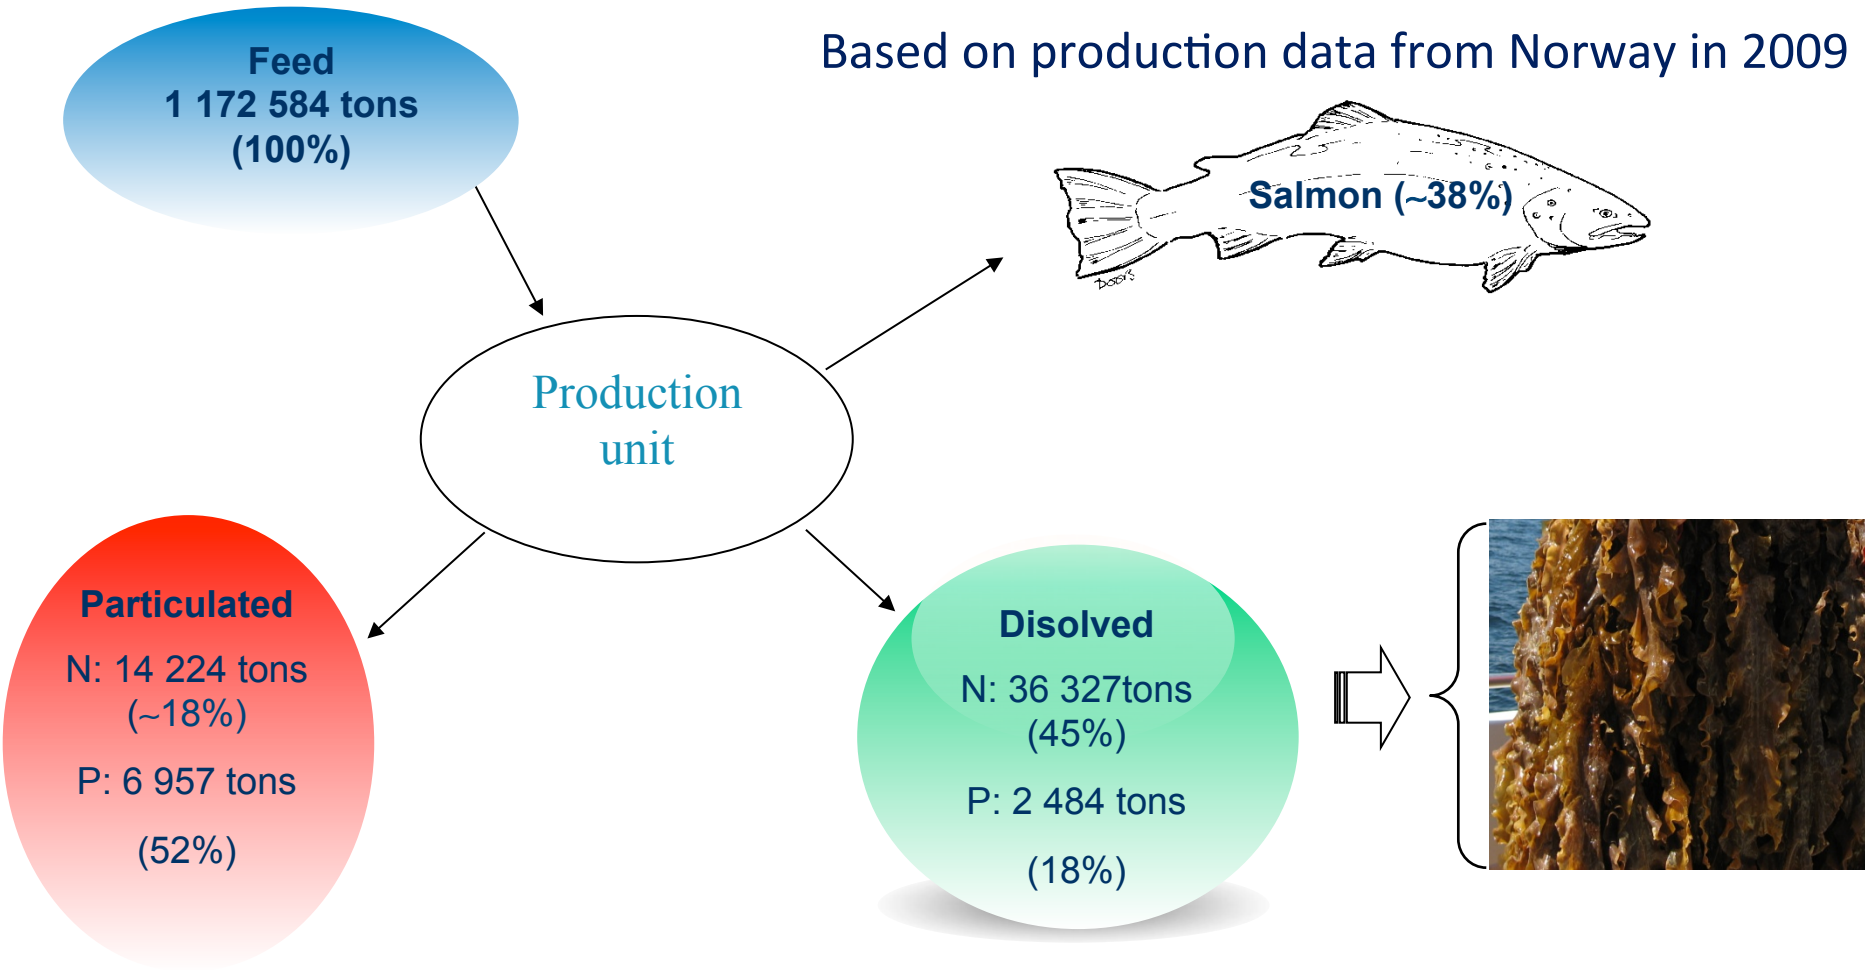 Based on production data from Norway in 2009
Feed
1 172 584 tons
(100%)
Salmon (~38%)
Production
unit
Particulated
N: 14 224 tons
(~18%)
P: 6 957 tons
(52%)
Disolved
N: 36 327tons
(45%)
P: 2 484 tons
(18%)